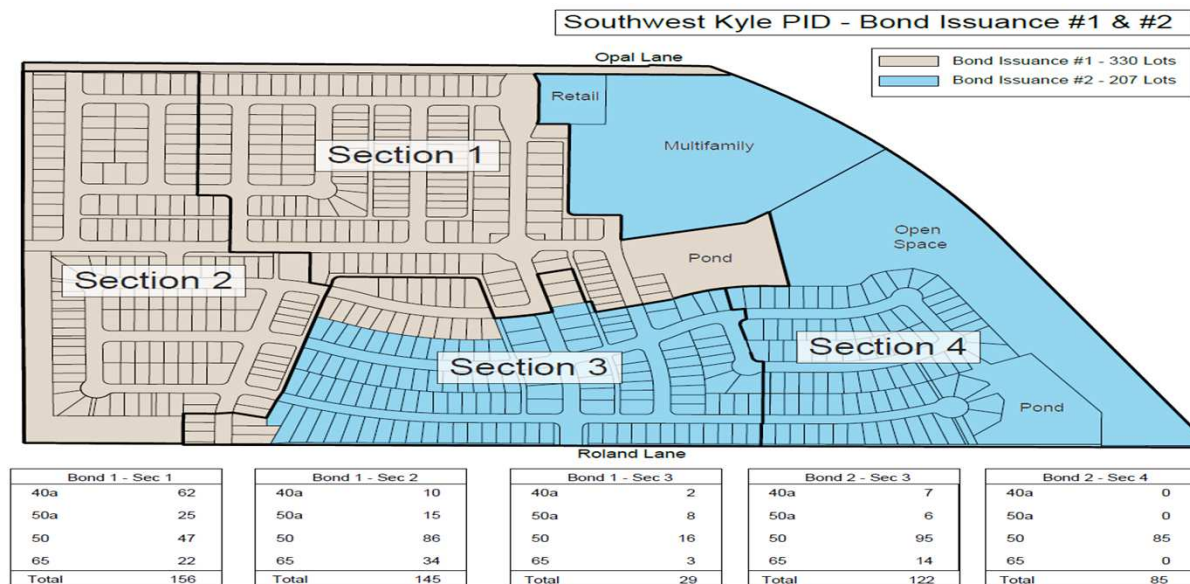 Southwest Kyle PID - Bond Issuance #1 & #2
Opal Lane
Bond Issuance #1 - 330 Lots
Bond Issuance #2 - 207 Lots
Retail
Multifamily
Section 1
Open
Space
Pond
Section 2
Section 3
Section 4
Pond
Roland Lane
Bond 1 - Sec 1
40a 62
50a 25
50 47
65 22
Total 156
Bond 1 - Sec 2
40a 10
50a 15
50 86
65 34
Total 145
Bond 1 - Sec 3
40a 2
50a 8
50 16
65 3
Total 29
Bond 2 - Sec 3
40a 7
50a 6
50 95
65 14
Total 122
Bond 2 - Sec 4
40a 0
50a 0
50 85
65 0
Total 85